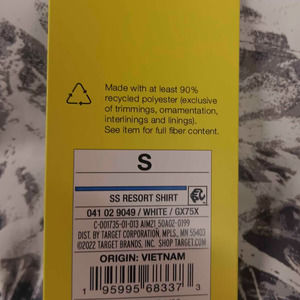 Made with at least 90%
recycled polyester (exclusive
of trimmings, ornamentation,
interlinings and linings).
See item for full fiber content.
S
SS RESORT SHIRT
041 02 9049 / WHITE / GX75X
C-001735-01-013 AIMZ1 50A02-0199
DIST. BY TARGET CORPORATION, MPLS., MN 55403
©2022 TARGET BRANDS, INC. SHOP TARGET.COM
ORIGIN: VIETNAM
1 95995 68337 3